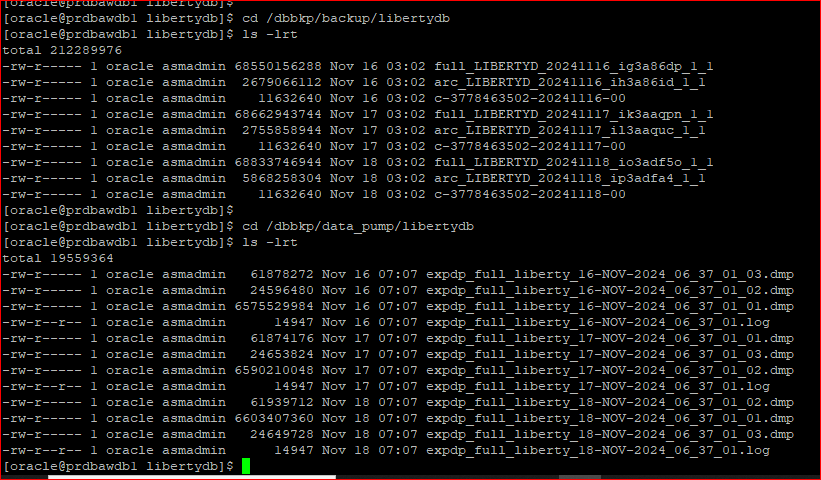 [oracle@prdbawdb1 libertydb]$
[oracle@prdbawdb1 libertydb]$ cd /dbbkp/backup/libertydb
[oracle@prdbawdb1 libertydb]$ ls -lrt
total 212289976
-rw-r----- 1 oracle asmadmin 68550156288 Nov 16 03:02 full_LIBERTYD_20241116_ig3a86dp_1_1
-rw-r----- 1 oracle asmadmin  2679066112 Nov 16 03:02 arc_LIBERTYD_20241116_ih3a86id_1_1
-rw-r----- 1 oracle asmadmin    11632640 Nov 16 03:02 c-3778463502-20241116-00
-rw-r----- 1 oracle asmadmin 68662943744 Nov 17 03:02 full_LIBERTYD_20241117_ik3aaqpn_1_1
-rw-r----- 1 oracle asmadmin  2755858944 Nov 17 03:02 arc_LIBERTYD_20241117_il3aaquc_1_1
-rw-r----- 1 oracle asmadmin    11632640 Nov 17 03:02 c-3778463502-20241117-00
-rw-r----- 1 oracle asmadmin 68833746944 Nov 18 03:02 full_LIBERTYD_20241118_io3adf5o_1_1
-rw-r----- 1 oracle asmadmin  5868258304 Nov 18 03:02 arc_LIBERTYD_20241118_ip3adfa4_1_1
-rw-r----- 1 oracle asmadmin    11632640 Nov 18 03:02 c-3778463502-20241118-00
[oracle@prdbawdb1 libertydb]$
[oracle@prdbawdb1 libertydb]$ cd /dbbkp/data_pump/libertydb
[oracle@prdbawdb1 libertydb]$ ls -lrt
total 19559364
-rw-r----- 1 oracle asmadmin   61878272 Nov 16 07:07 expdp_full_liberty_16-NOV-2024_06_37_01_03.dmp
-rw-r----- 1 oracle asmadmin   24596480 Nov 16 07:07 expdp_full_liberty_16-NOV-2024_06_37_01_02.dmp
-rw-r----- 1 oracle asmadmin 6575529984 Nov 16 07:07 expdp_full_liberty_16-NOV-2024_06_37_01_01.dmp
-rw-r--r-- 1 oracle asmadmin      14947 Nov 16 07:07 expdp_full_liberty_16-NOV-2024_06_37_01.log
-rw-r----- 1 oracle asmadmin   61874176 Nov 17 07:07 expdp_full_liberty_17-NOV-2024_06_37_01_01.dmp
-rw-r----- 1 oracle asmadmin   24653824 Nov 17 07:07 expdp_full_liberty_17-NOV-2024_06_37_01_03.dmp
-rw-r----- 1 oracle asmadmin 6590210048 Nov 17 07:07 expdp_full_liberty_17-NOV-2024_06_37_01_02.dmp
-rw-r--r-- 1 oracle asmadmin      14947 Nov 17 07:07 expdp_full_liberty_17-NOV-2024_06_37_01.log
-rw-r----- 1 oracle asmadmin   61939712 Nov 18 07:07 expdp_full_liberty_18-NOV-2024_06_37_01_02.dmp
-rw-r----- 1 oracle asmadmin 6603407360 Nov 18 07:07 expdp_full_liberty_18-NOV-2024_06_37_01_01.dmp
-rw-r----- 1 oracle asmadmin   24649728 Nov 18 07:07 expdp_full_liberty_18-NOV-2024_06_37_01_03.dmp
-rw-r--r-- 1 oracle asmadmin      14947 Nov 18 07:07 expdp_full_liberty_18-NOV-2024_06_37_01.log
[oracle@prdbawdb1 libertydb]$